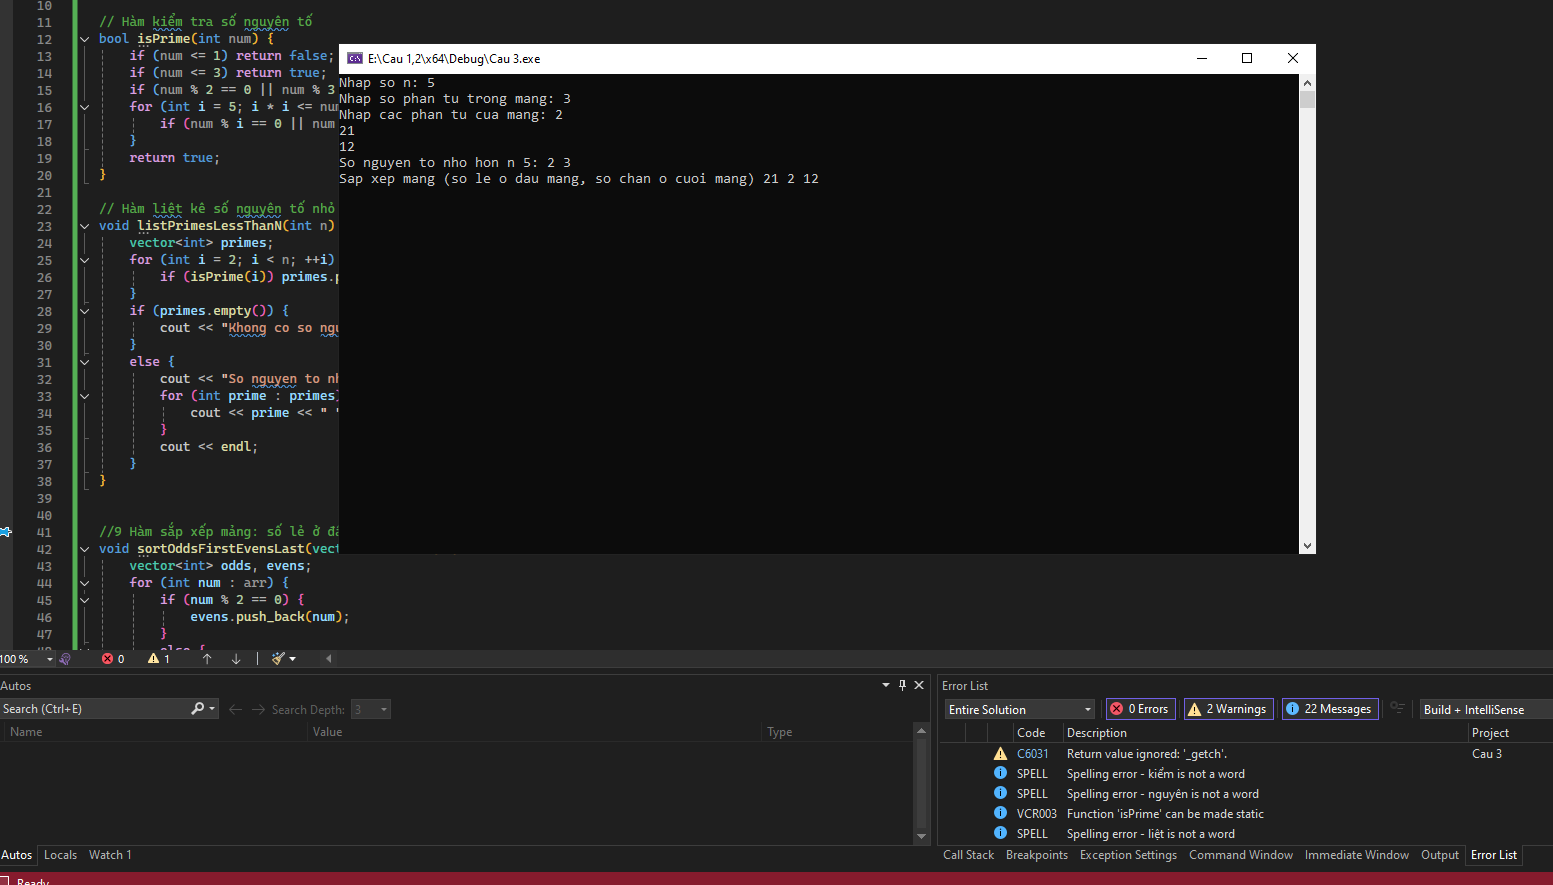 10
11 // Hàm kiểm tra số nguyên tố
12 bool isPrime(int num) {
13 if (num <= 1) return false;
14 if (num <= 3) return true;
15 if (num % 2 == 0 || num % 3
16 for (int i = 5; i * i <= num
17 if (num % i == 0 || num
18 }
19 return true;
20 }
21
22 // Hàm liệt kê số nguyên tố nhỏ
23 void listPrimesLessThanN(int n)
24 vector<int> primes;
25 for (int i = 2; i < n; ++i)
26 if (isPrime(i)) primes.p
27 }
28 if (primes.empty()) {
29 cout << "Khong co so ngu
30 }
31 else {
32 cout << "So nguyen to nh
33 for (int prime : primes)
34 cout << prime << " "
35 }
36 cout << endl;
37 }
38 }
39
40
41 //9 Hàm sắp xếp mảng: số lẻ ở đầ
42 void sortOddsFirstEvensLast(vect
43 vector<int> odds, evens;
44 for (int num : arr) {
45 if (num % 2 == 0) {
46 evens.push_back(num);
47 }
48 else {
E:\Cau 1,2\x64\Debug\Cau 3.exe
Nhap so n: 5
Nhap so phan tu trong mang: 3
Nhap cac phan tu cua mang: 2
21
12
So nguyen to nho hon n 5: 2 3
Sap xep mang (so le o dau mang, so chan o cuoi mang) 21 2 12
100 % 0 1
Autos
Search (Ctrl+E) Search Depth: 3
Name Value Type
Autos Locals Watch 1
Error List
Entire Solution 0 Errors 2 Warnings 22 Messages Build + IntelliSense
Code Description Project
C6031 Return value ignored: '_getch'. Cau 3
SPELL Spelling error - kiểm is not a word
SPELL Spelling error - nguyên is not a word
VCR003 Function 'isPrime' can be made static
SPELL Spelling error - liệt is not a word
Call Stack Breakpoints Exception Settings Command Window Immediate Window Output Error List
Ready